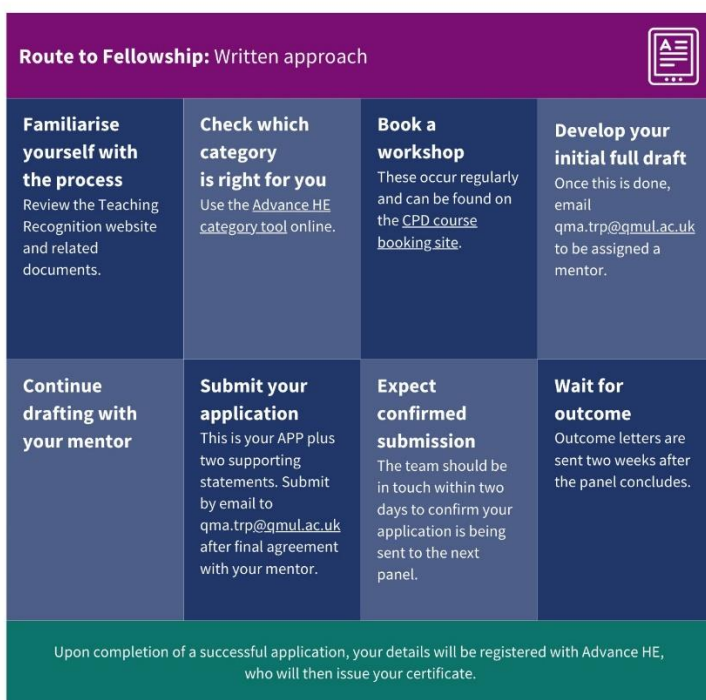 Route to Fellowship: Written approach
A
Familiarise
yourself with
the process
Review the Teaching
Recognition website
and related
documents.
Check which
category
is right for you
Use the Advance HE
category tool online.
Book a
workshop
These occur regularly
and can be found on
the CPD course
booking site.
Develop your
initial full draft
Once this is done,
email
qma.trp@qmul.ac.uk
to be assigned a
mentor.
Continue
drafting with
your mentor
Submit your
application
This is your APP plus
two supporting
statements. Submit
by email to
qma.trp@qmul.ac.uk
after final agreement
with your mentor.
Expect
confirmed
submission
The team should be
in touch within two
days to confirm your
application is being
sent to the next
panel.
Wait for
outcome
Outcome letters are
sent two weeks after
the panel concludes.
Upon completion of a successful application, your details will be registered with Advance HE,
who will then issue your certificate.